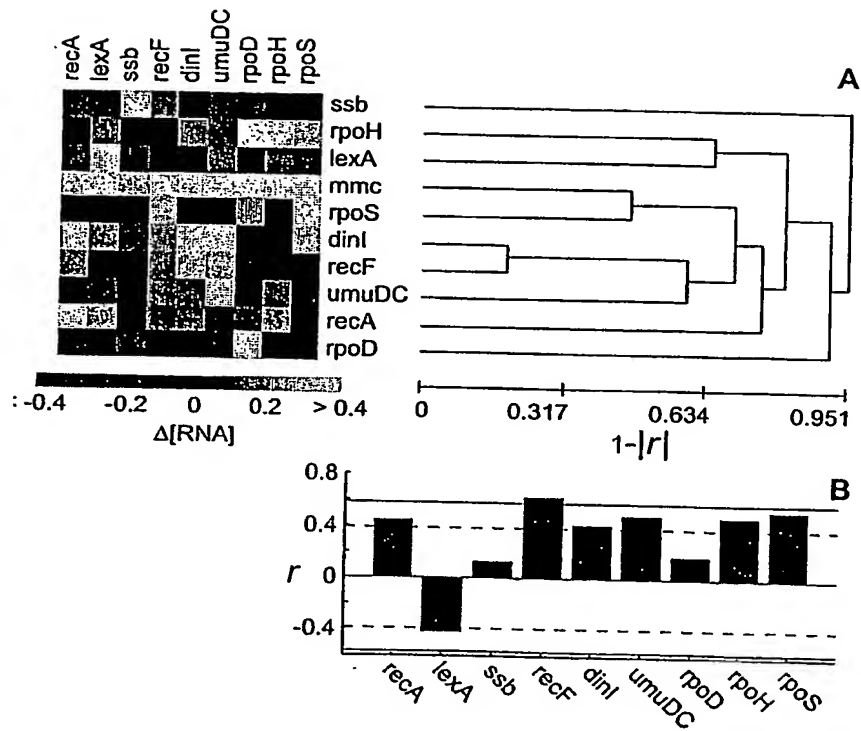 recA lexA ssb recF dinI umuDC rpoD rpoH rpoS
A
ssb
rpoH
lexA
mmc
rpoS
dinI
recF
umuDC
recA
rpoD
: -0.4 -0.2 0 0.2 > 0.4
Δ[RNA]
0 0.317 0.634 0.951
1-|r|
B
0.8
0.4
0
-0.4
r
recA lexA ssb recF dinI umuDC rpoD rpoH rpoS